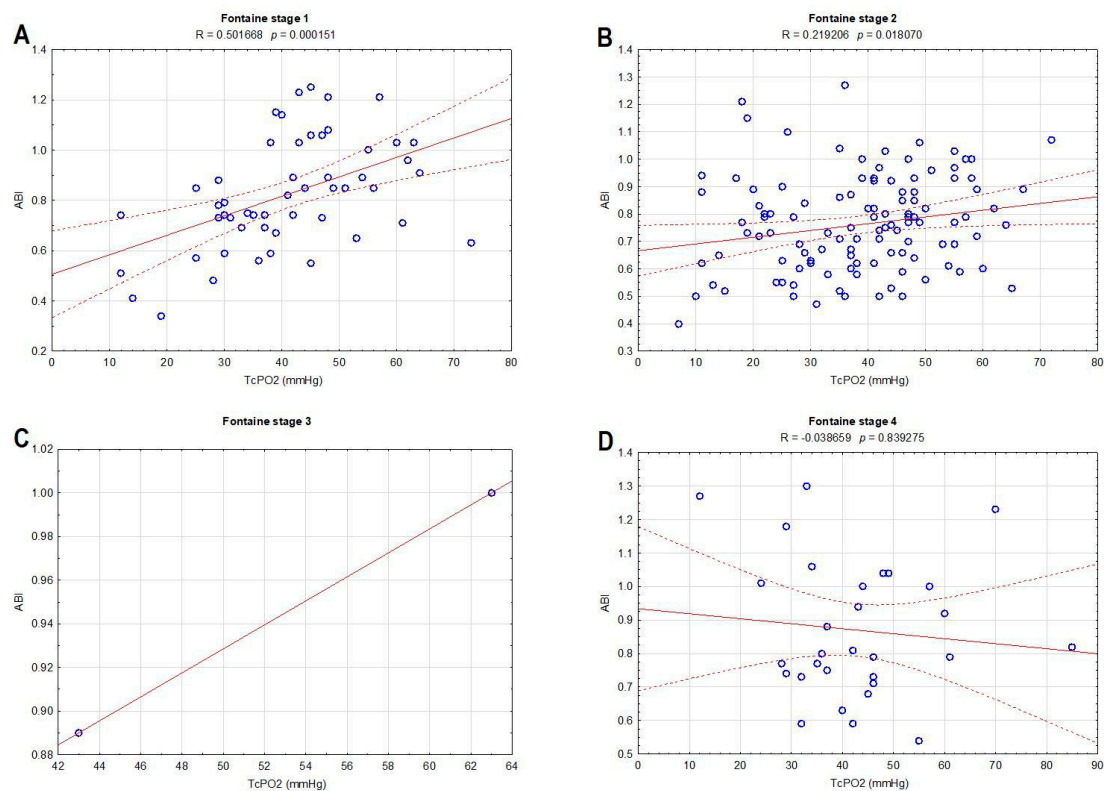 A
Fontaine stage 1
R = 0.501668 p = 0.000151
1.4
1.2
1.0
0.8
0.6
0.4
0.2
ABI
0 10 20 30 40 50 60 70 80
TcPO2 (mmHg)
B
Fontaine stage 2
R = 0.219206 p = 0.018070
1.4
1.3
1.2
1.1
1.0
0.9
0.8
0.7
0.6
0.5
0.4
0.3
ABI
0 10 20 30 40 50 60 70 80
TcPO2 (mmHg)
C
Fontaine stage 3
1.02
1.00
0.98
0.96
0.94
0.92
0.90
0.88
ABI
42 44 46 48 50 52 54 56 58 60 62 64
TcPO2 (mmHg)
D
Fontaine stage 4
R = -0.038659 p = 0.839275
1.4
1.3
1.2
1.1
1.0
0.9
0.8
0.7
0.6
0.5
ABI
0 10 20 30 40 50 60 70 80 90
TcPO2 (mmHg)